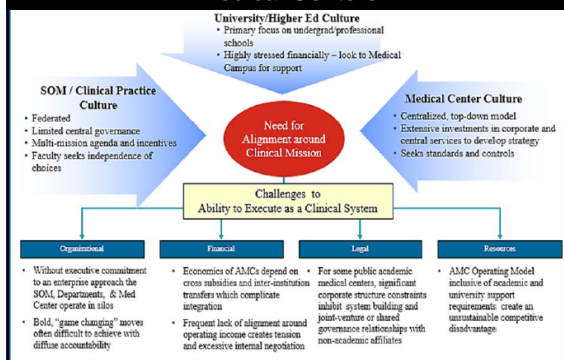 University/Higher Ed Culture
• Primary focus on undergrad/professional
schools
• Highly stressed financially – look to Medical
Campus for support
SOM / Clinical Practice
Culture
• Federated
• Limited central governance
• Multi-mission agenda and incentives
• Faculty seeks independence of
choices
Need for
Alignment around
Clinical Mission
Medical Center Culture
• Centralized, top-down model
• Extensive investments in corporate and
central services to develop strategy
• Seeks standards and controls
Challenges to
Ability to Execute as a Clinical System
Organizational
• Without executive commitment
to an enterprise approach the
SOM, Departments, & Med
Center operate in silos
• Bold, “game changing” moves
often difficult to achieve with
diffuse accountability
Financial
• Economics of AMCs depend on
cross subsidies and inter-institution
transfers which complicate
integration
• Frequent lack of alignment around
operating income creates tension
and excessive internal negotiation
Legal
• For some public academic
medical centers, significant
corporate structure constraints
inhibit system building and
joint-venture or shared
governance relationships with
non-academic affiliates
Resources
• AMC Operating Model
inclusive of academic and
university support
requirements create an
unsustainable competitive
disadvantage.